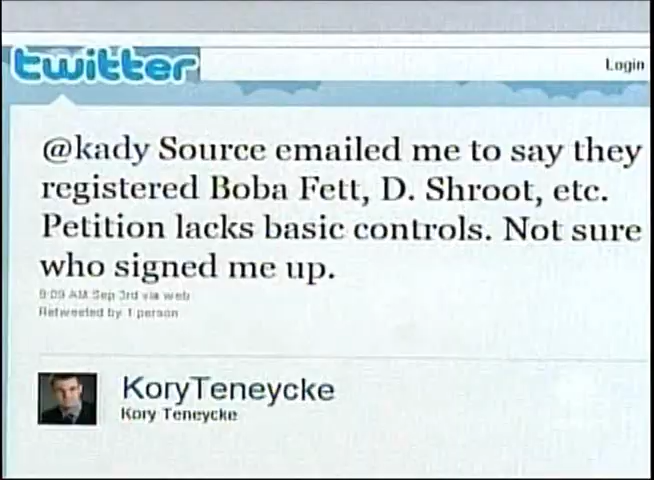 twitter
Login
@kady Source emailed me to say they
registered Boba Fett, D. Shroot, etc.
Petition lacks basic controls. Not sure
who signed me up.
9:09 AM Sep 3rd via web
Retweeted by 1 person
KoryTeneycke
Kory Teneycke